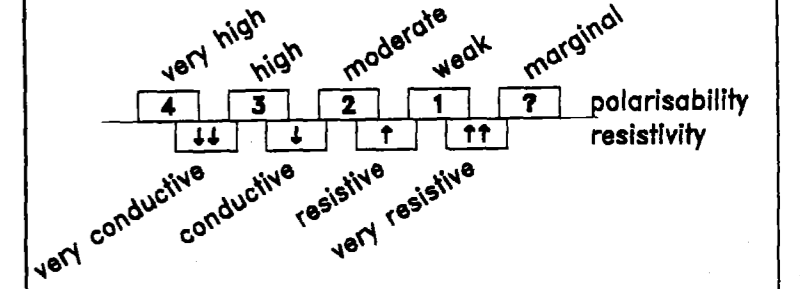 very high
high
moderate
weak
marginal
4 3 2 1 ? polarisability
↓↓ ↓ ↑ ↑↑ resistivity
very conductive
conductive
resistive
very resistive